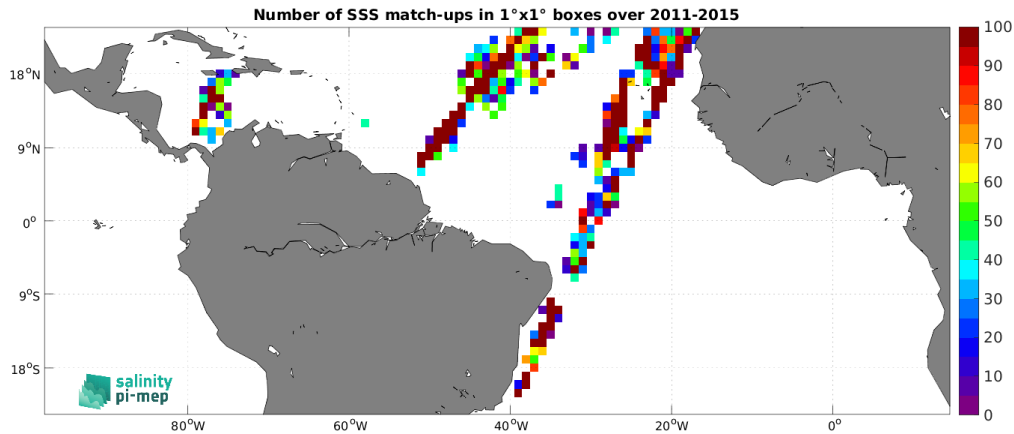 Number of SSS match-ups in 1°x1° boxes over 2011-2015
100
90
80
70
60
50
40
30
20
10
0
18°N
9°N
0°
9°S
18°S
salinity
pi-mep
80°W
60°W
40°W
20°W
0°